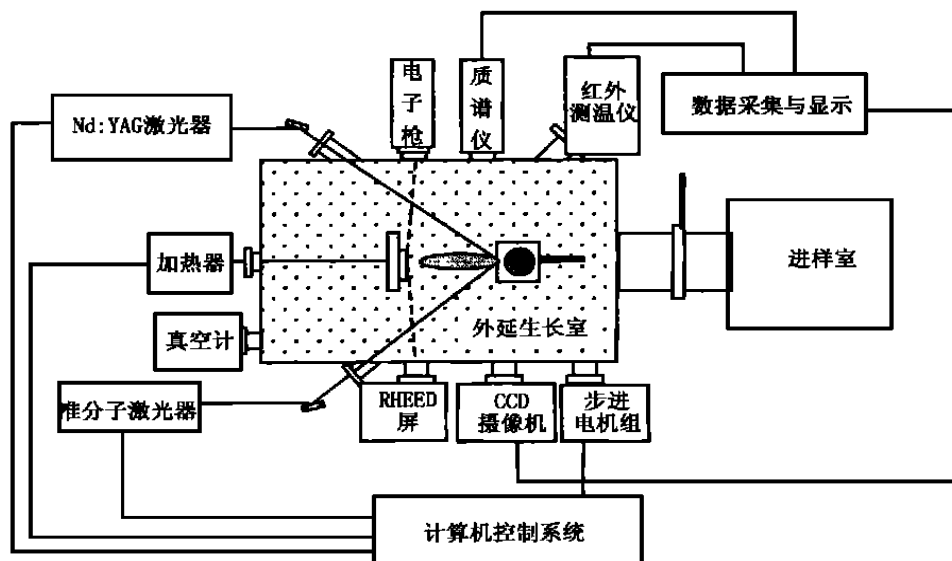 电子枪
质谱仪
红外
测温仪
数据采集与显示
Nd:YAG激光器
加热器
进样室
外延生长室
真空计
准分子激光器
RHEED
屏
CCD
摄像机
步进
电机组
计算机控制系统